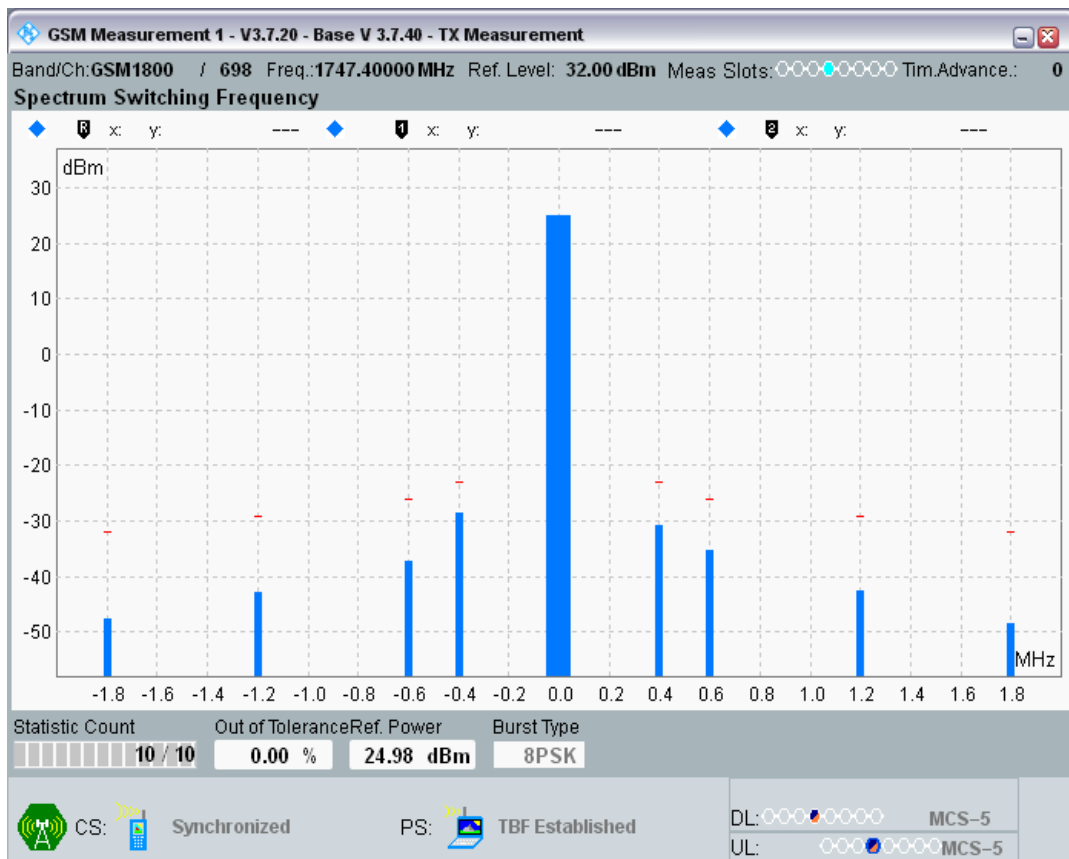 GSM Measurement 1 - V3.7.20 - Base V 3.7.40 - TX Measurement
Band/Ch:GSM1800 / 698 Freq.:1747.40000 MHz Ref. Level: 32.00 dBm Meas Slots: Tim.Advance.: 0
Spectrum Switching Frequency
R x: y: --- 1 x: y: --- 2 x: y: ---
dBm
30
20
10
0
-10
-20
-30
-40
-50
MHz
-1.8 -1.6 -1.4 -1.2 -1.0 -0.8 -0.6 -0.4 -0.2 0.0 0.2 0.4 0.6 0.8 1.0 1.2 1.4 1.6 1.8
Statistic Count Out of Tolerance Ref. Power Burst Type
10 / 10 0.00 % 24.98 dBm 8PSK
CS: Synchronized PS: TBF Established
DL: MCS-5
UL: MCS-5